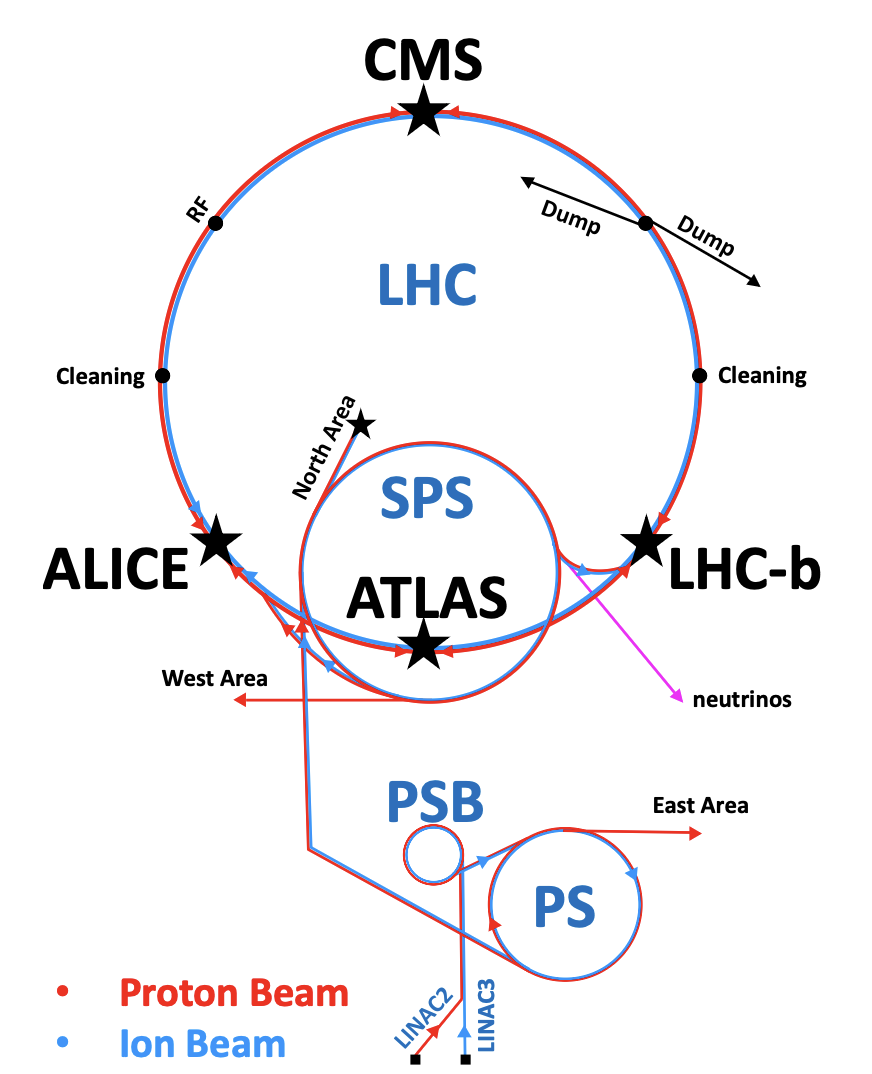 CMS
RF
Dump
Dump
LHC
Cleaning
Cleaning
North Area
SPS
ALICE
ATLAS
LHC-b
West Area
neutrinos
PSB
East Area
PS
• Proton Beam
• Ion Beam
LINAC2
LINAC3